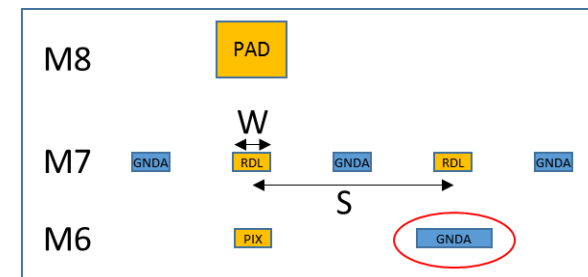 M8 PAD
W
M7 GNDA RDL GNDA RDL GNDA
S
M6 PIX GNDA